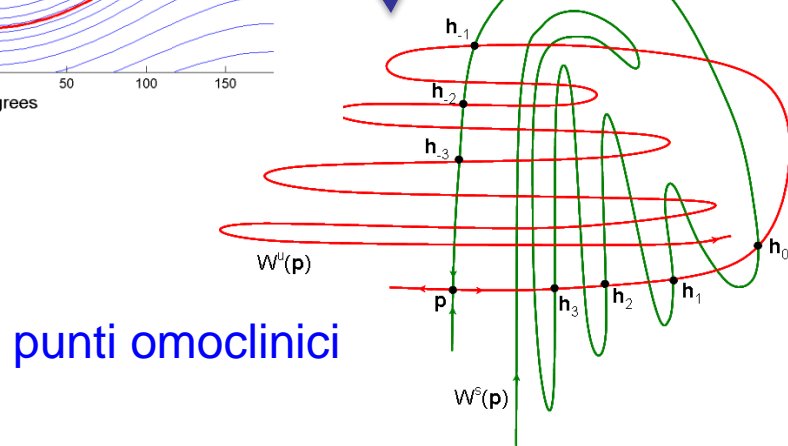 50 100 150
grees
h-1
h-2
h-3
h0
Wu(p)
p
h3
h2
h1
punti omoclinici
Ws(p)